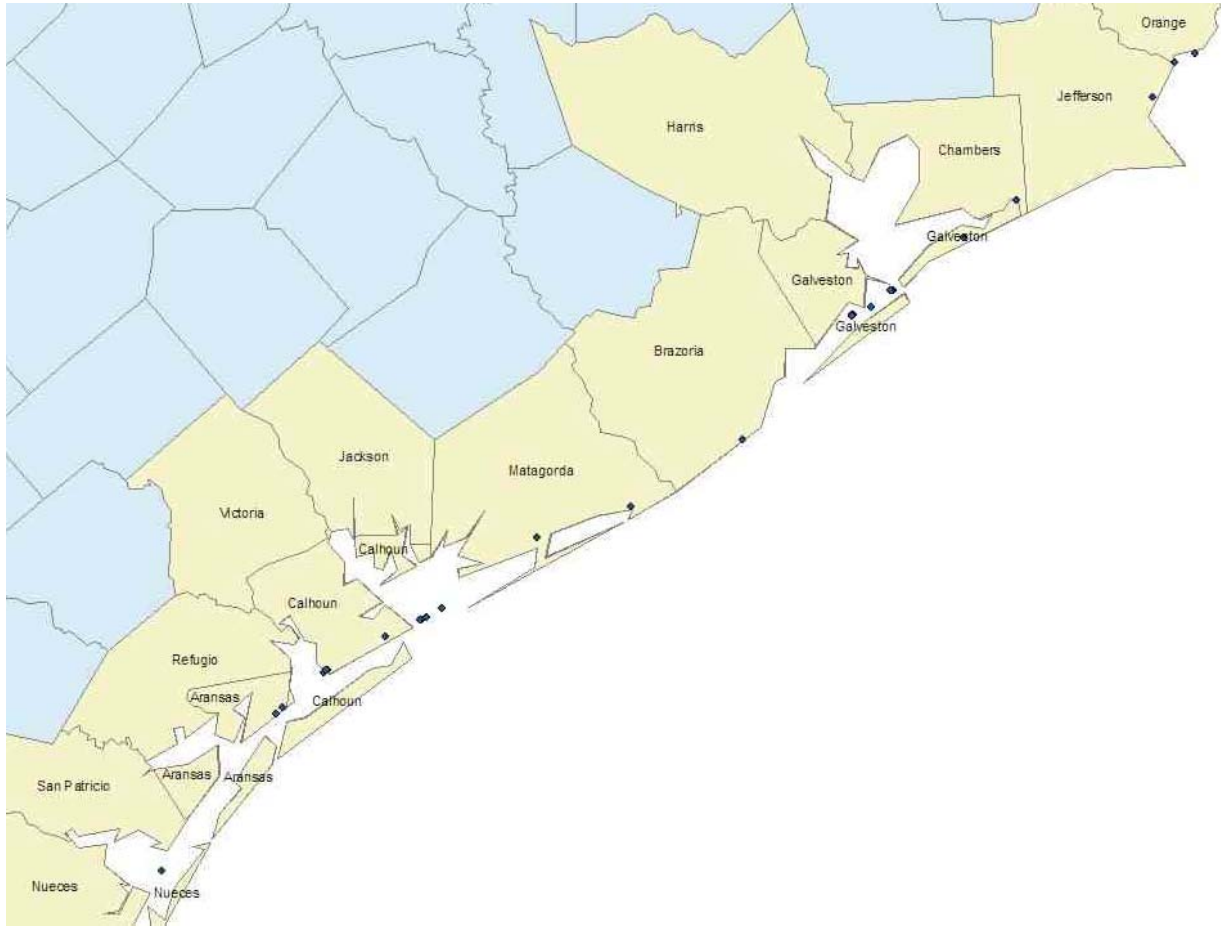 Orange
Jefferson
Harris
Chambers
Galveston
Galveston
Galveston
Brazoria
Jackson
Matagorda
Victoria
Calhoun
Calhoun
Refugio
Aransas
Calhoun
Aransas
Aransas
San Patricio
Nueces
Nueces